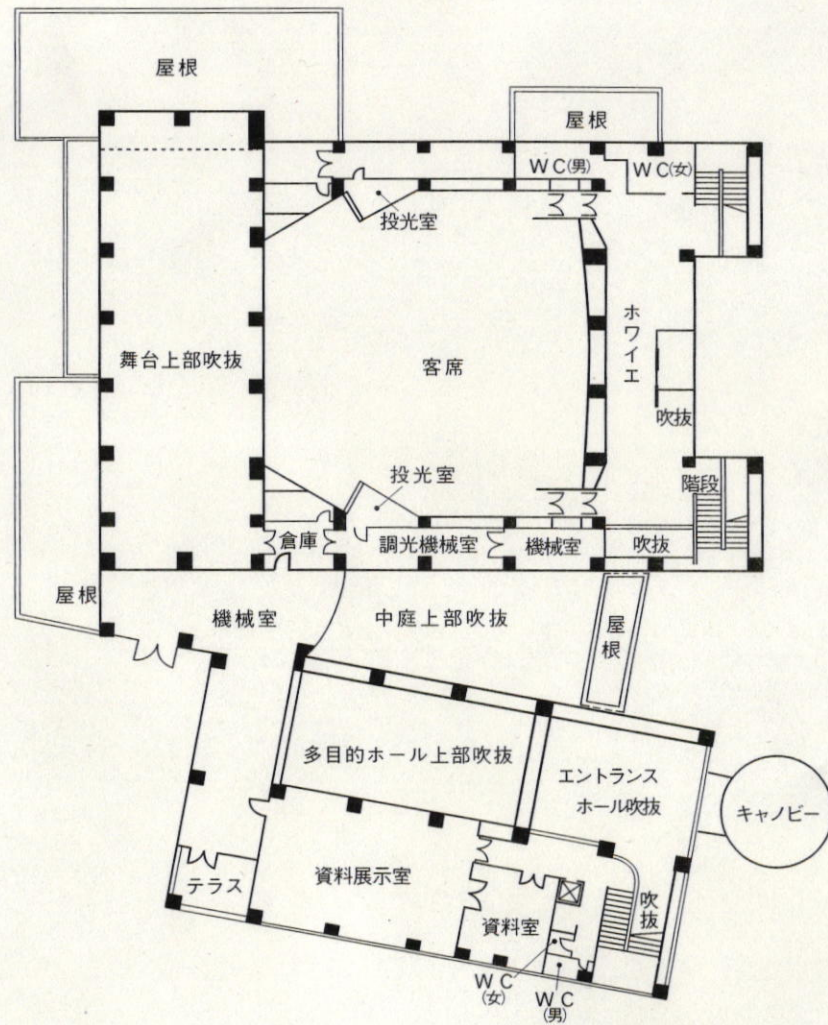 屋根
屋根
WC(男)
WC(女)
投光室
ホワイエ
舞台上部吹抜
客席
吹抜
投光室
階段
倉庫
調光機械室
機械室
吹抜
屋根
機械室
中庭上部吹抜
屋根
多目的ホール上部吹抜
エントランス
ホール吹抜
キャノピー
資料展示室
テラス
吹抜
資料室
WC
(女)
WC
(男)